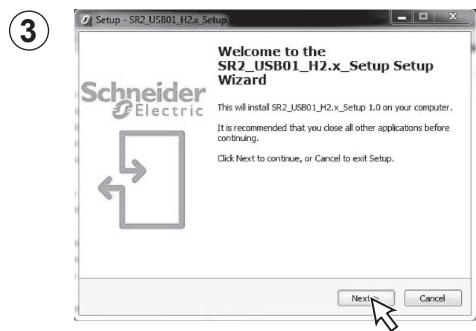 3
Setup - SR2_USB01_H2.x_Setup
Welcome to the
SR2_USB01_H2.x_Setup Setup
Wizard
Schneider
Electric
This will install SR2_USB01_H2.x_Setup 1.0 on your computer.
It is recommended that you close all other applications before
continuing.
Click Next to continue, or Cancel to exit Setup.
Next >
Cancel